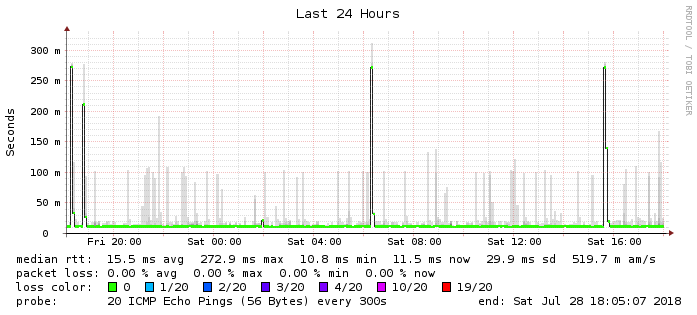 Last 24 Hours
RRDTOOL / TOBI OETIKER
Seconds
300 m
250 m
200 m
150 m
100 m
50 m
0
Fri 20:00 Sat 00:00 Sat 04:00 Sat 08:00 Sat 12:00 Sat 16:00
median rtt: 15.5 ms avg 272.9 ms max 10.8 ms min 11.5 ms now 29.9 ms sd 519.7 m am/s
packet loss: 0.00 % avg 0.00 % max 0.00 % min 0.00 % now
loss color: 0 1/20 2/20 3/20 4/20 10/20 19/20
probe: 20 ICMP Echo Pings (56 Bytes) every 300s end: Sat Jul 28 18:05:07 2018